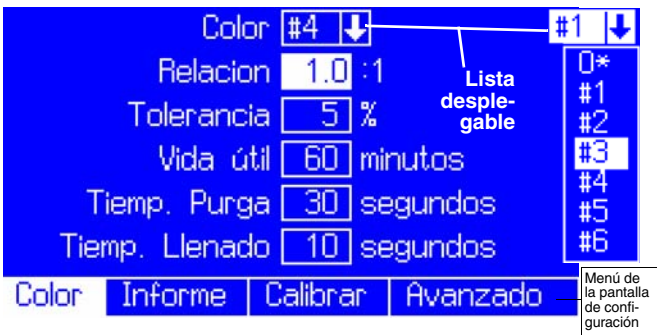 Color #4
Relacion 1.0 :1
Tolerancia 5 %
Vida útil 60 minutos
Tiemp. Purga 30 segundos
Tiemp. Llenado 10 segundos
Lista
desple-
gable
#1
0*
#1
#2
#3
#4
#5
#6
Color Informe Calibrar Avanzado
Menú de
la pantalla
de confi-
guración